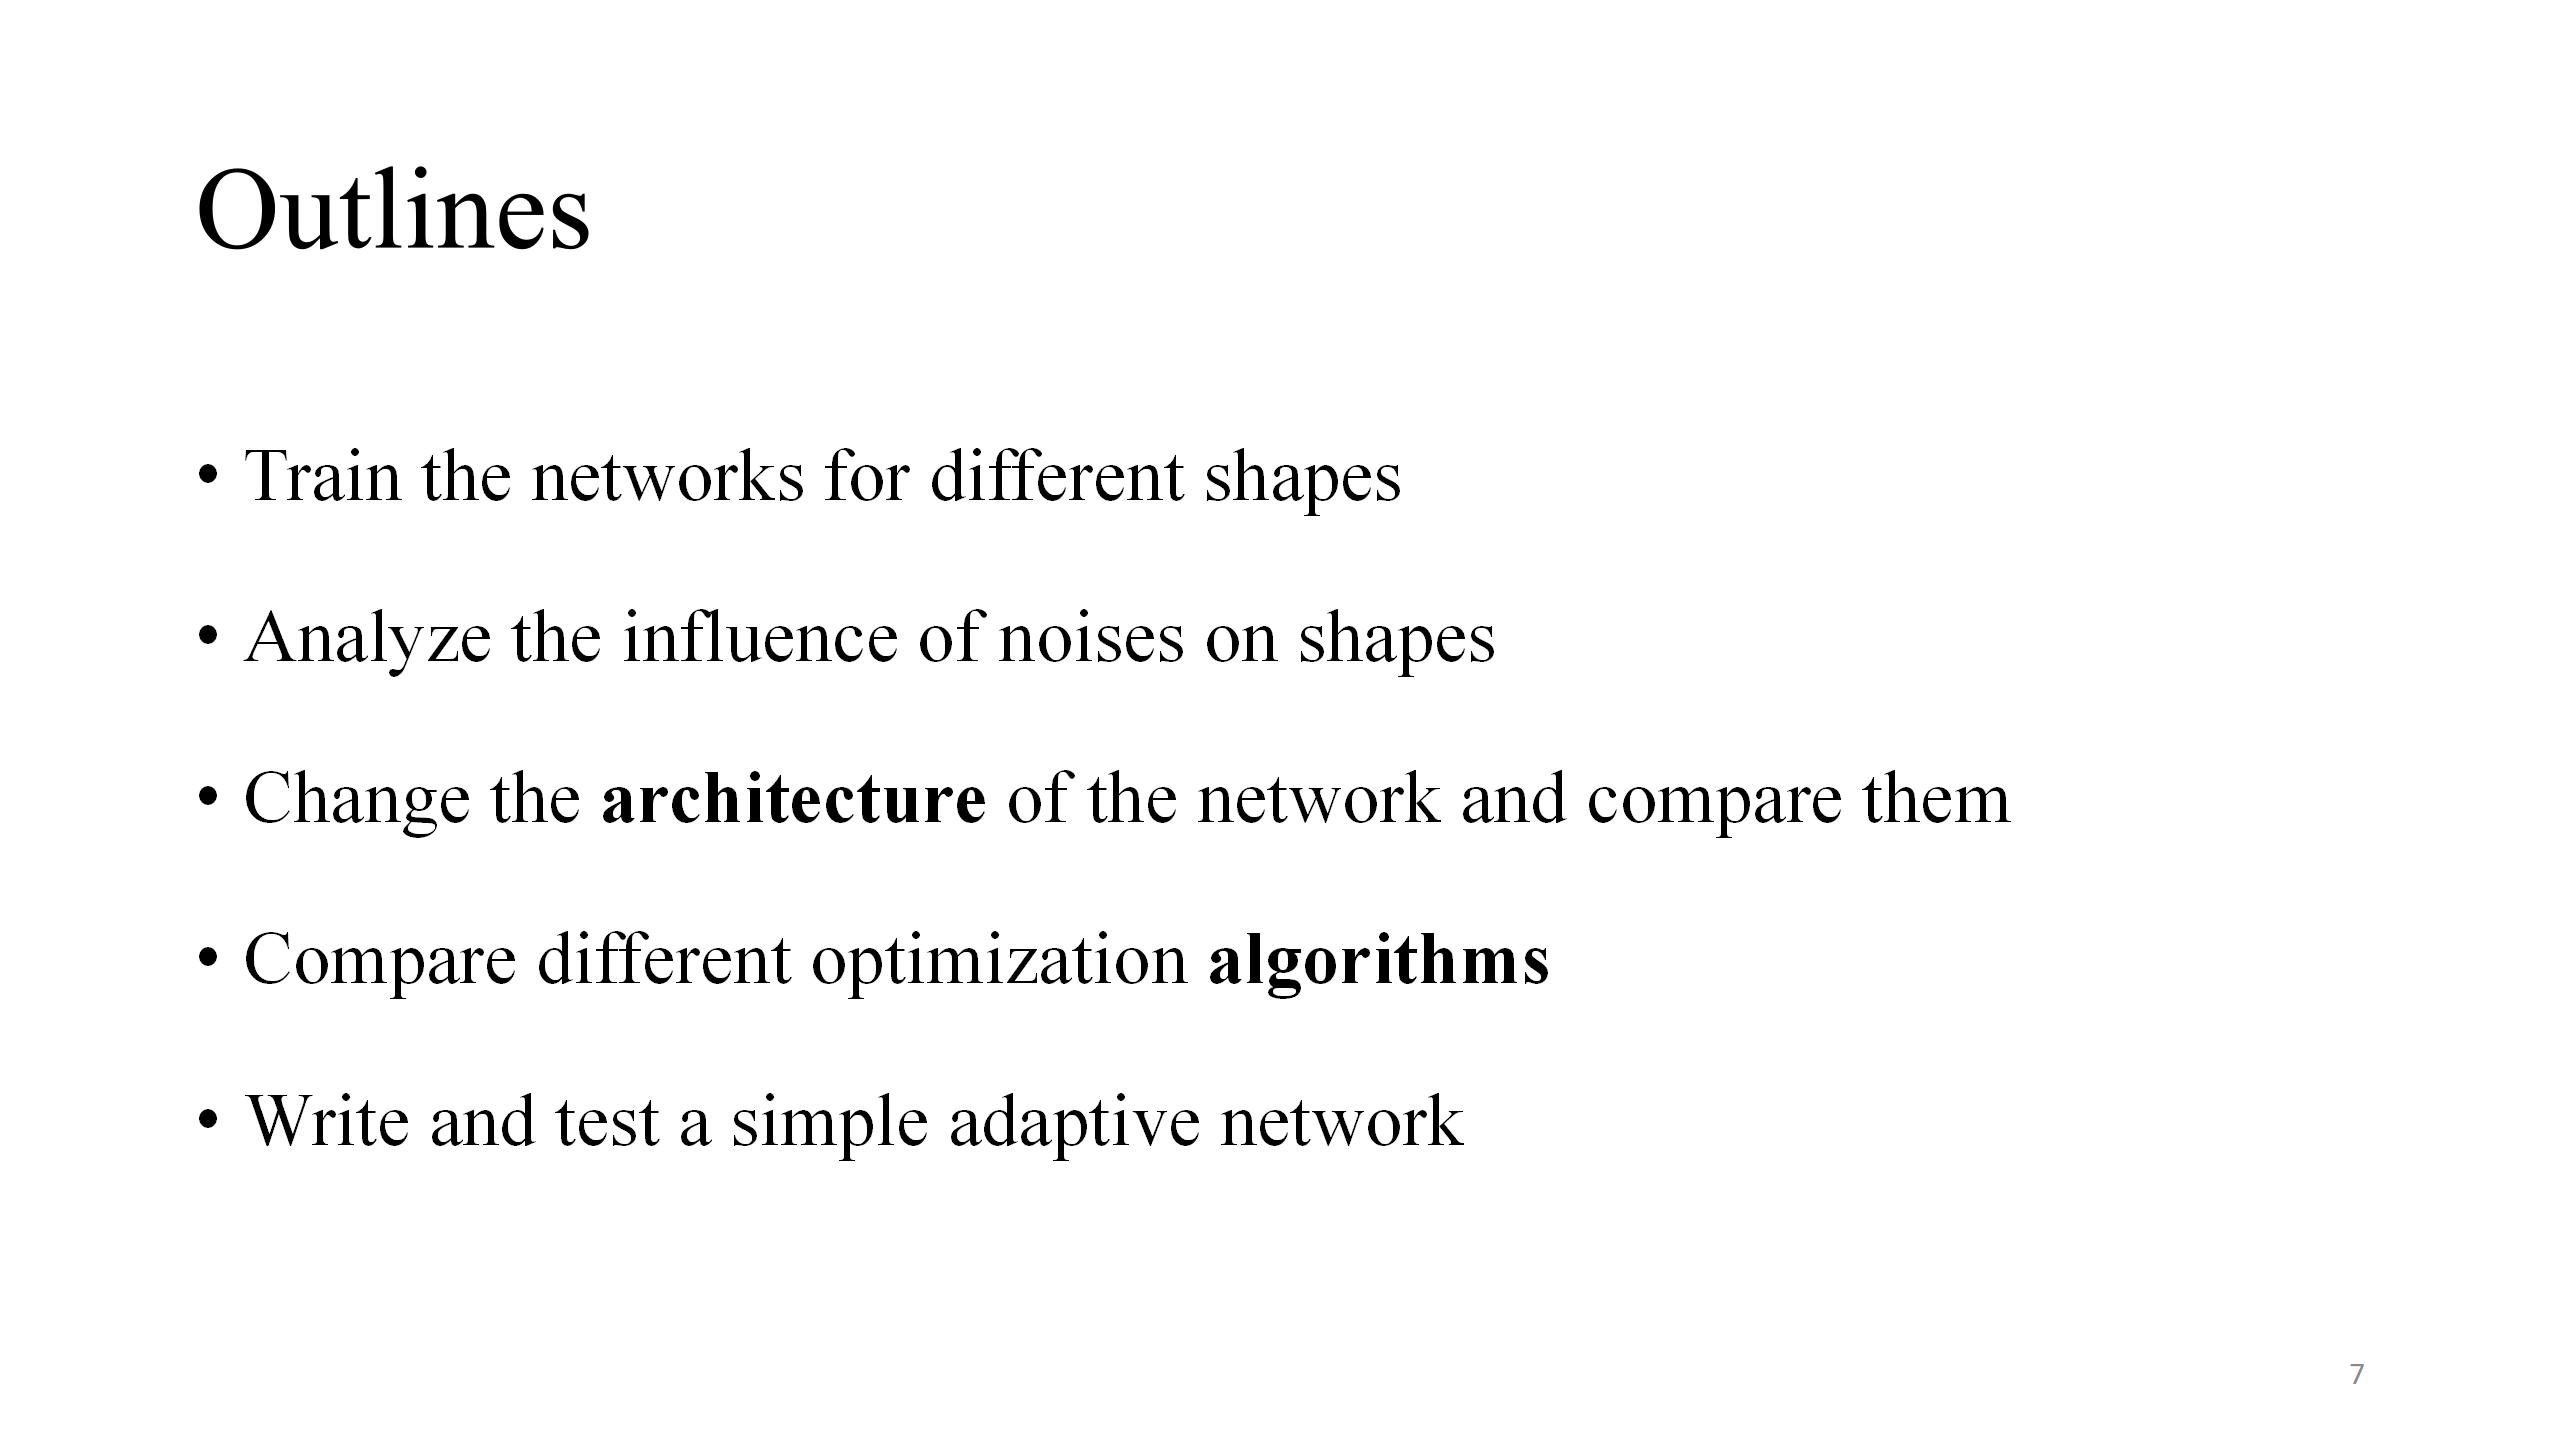 Outlines
• Train the networks for different shapes
• Analyze the influence of noises on shapes
• Change the architecture of the network and compare them
• Compare different optimization algorithms
• Write and test a simple adaptive network
7